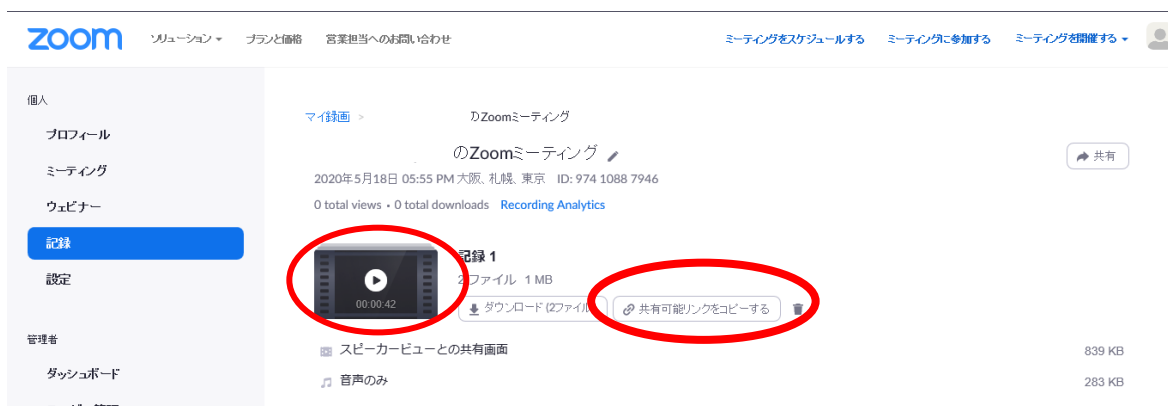 zoom ソリューション プランと価格 営業担当へのお問い合わせ ミーティングをスケジュールする ミーティングに参加する ミーティングを開催する
個人
プロフィール
ミーティング
ウェビナー
記録
設定
管理者
ダッシュボード
マイ録画 > のZoomミーティング
のZoomミーティング
共有
2020年5月18日 05:55 PM 大阪、札幌、東京 ID: 974 1088 7946
0 total views • 0 total downloads Recording Analytics
00:00:42
記録 1
2 ファイル 1 MB
ダウンロード (2ファイル 共有可能リンクをコピーする
スピーカービューとの共有画面 839 KB
音声のみ 283 KB